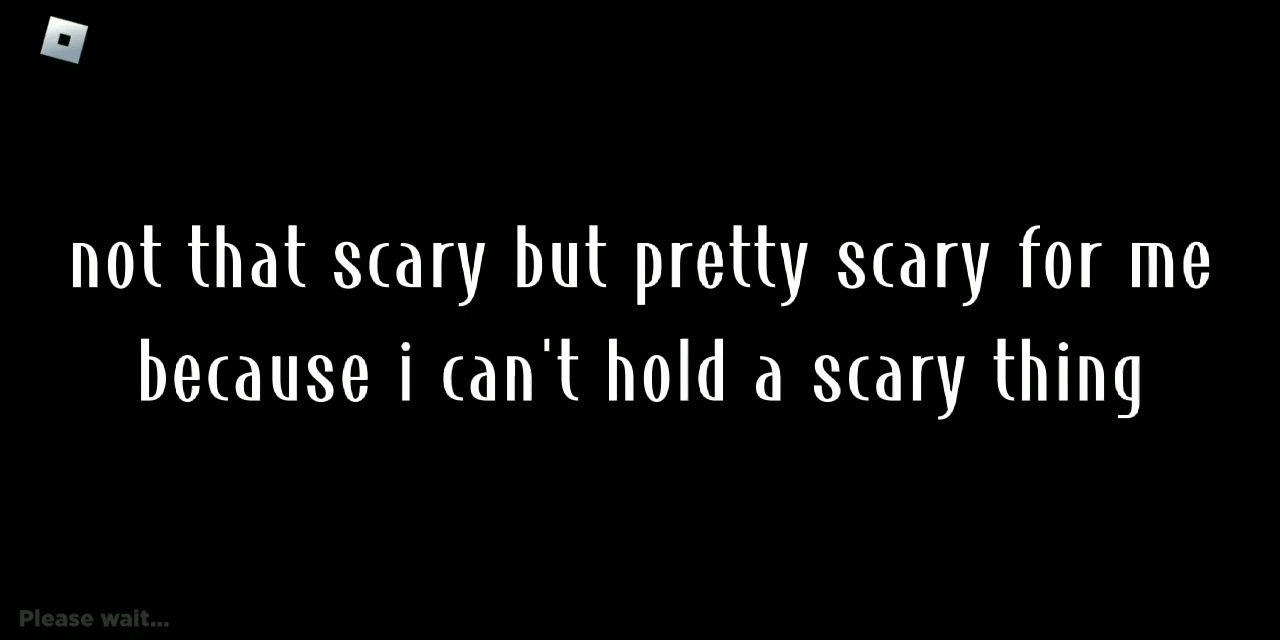 not that scary but pretty scary for me
because i can't hold a scary thing
Please wait...